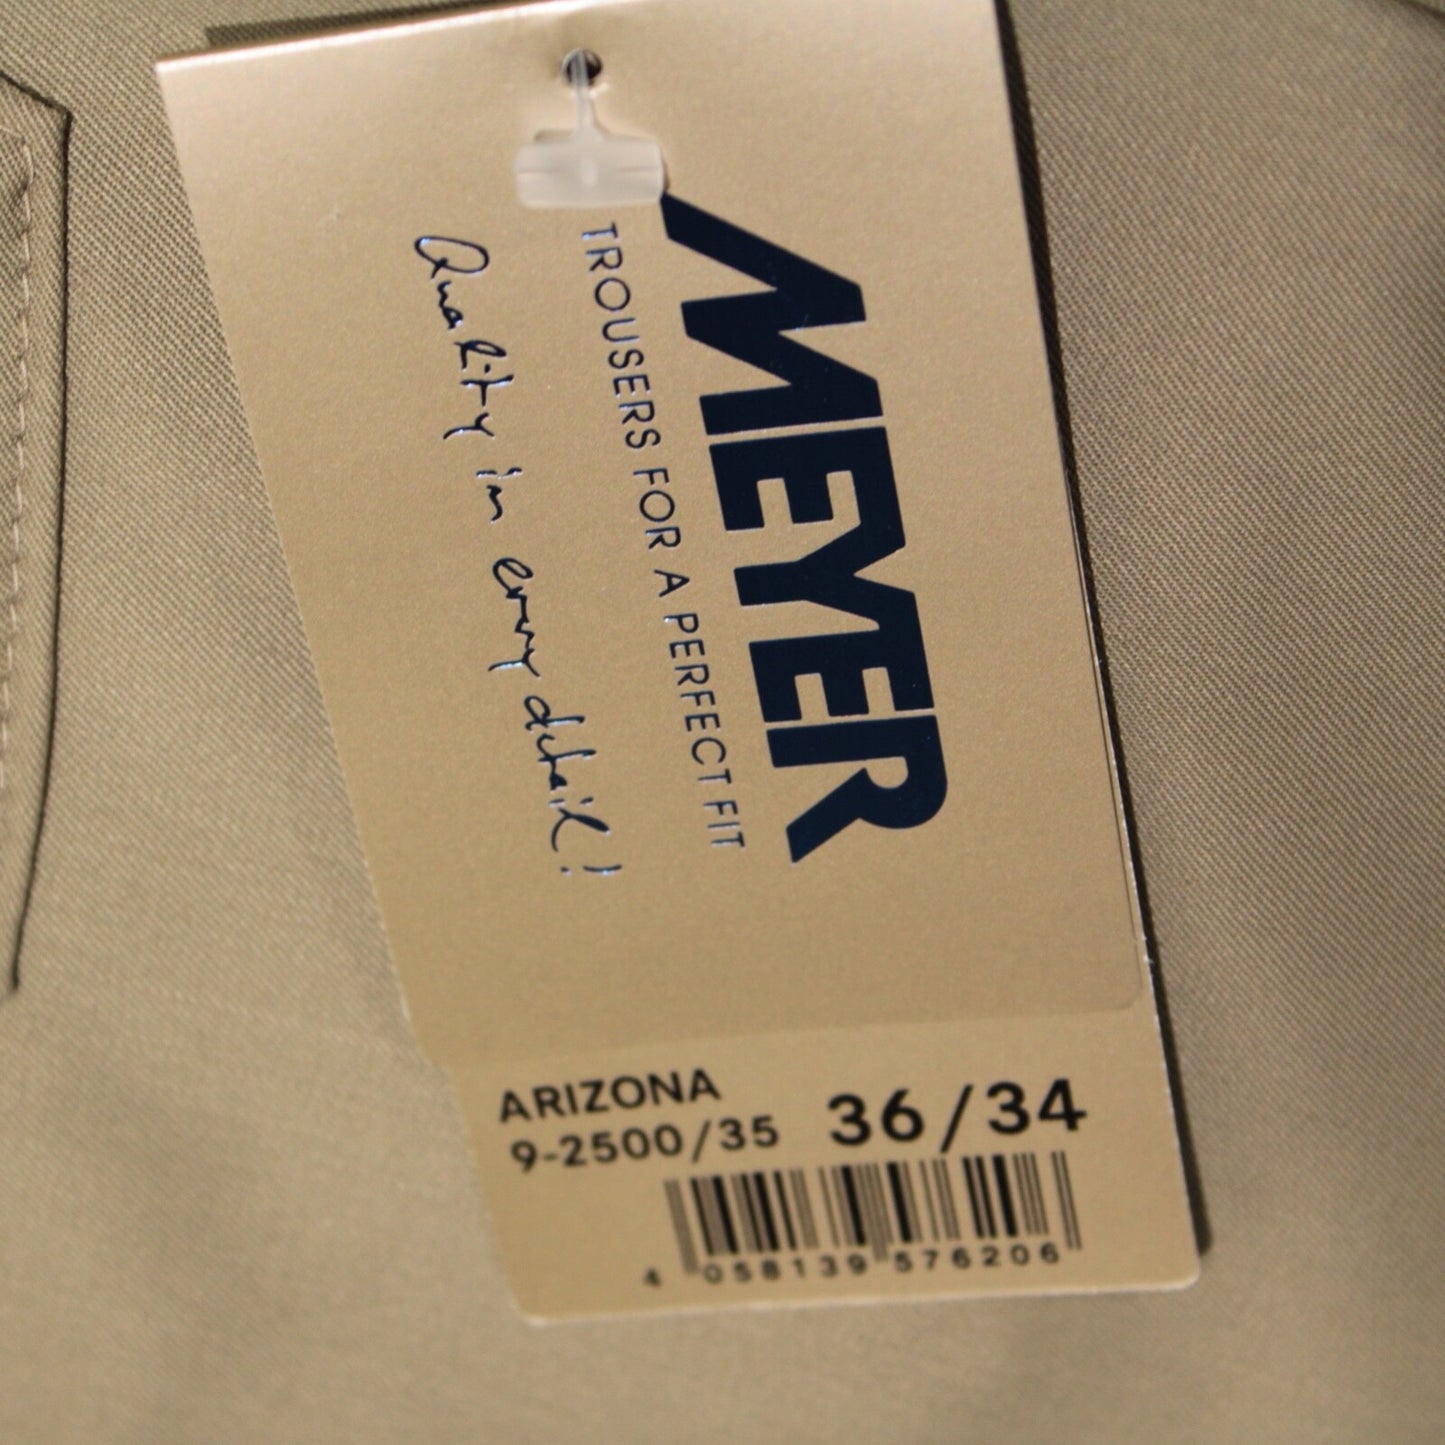 MEYER
TROUSERS FOR A PERFECT FIT
Quality in every detail!
ARIZONA
9-2500/35
36/34
4 058139 576206